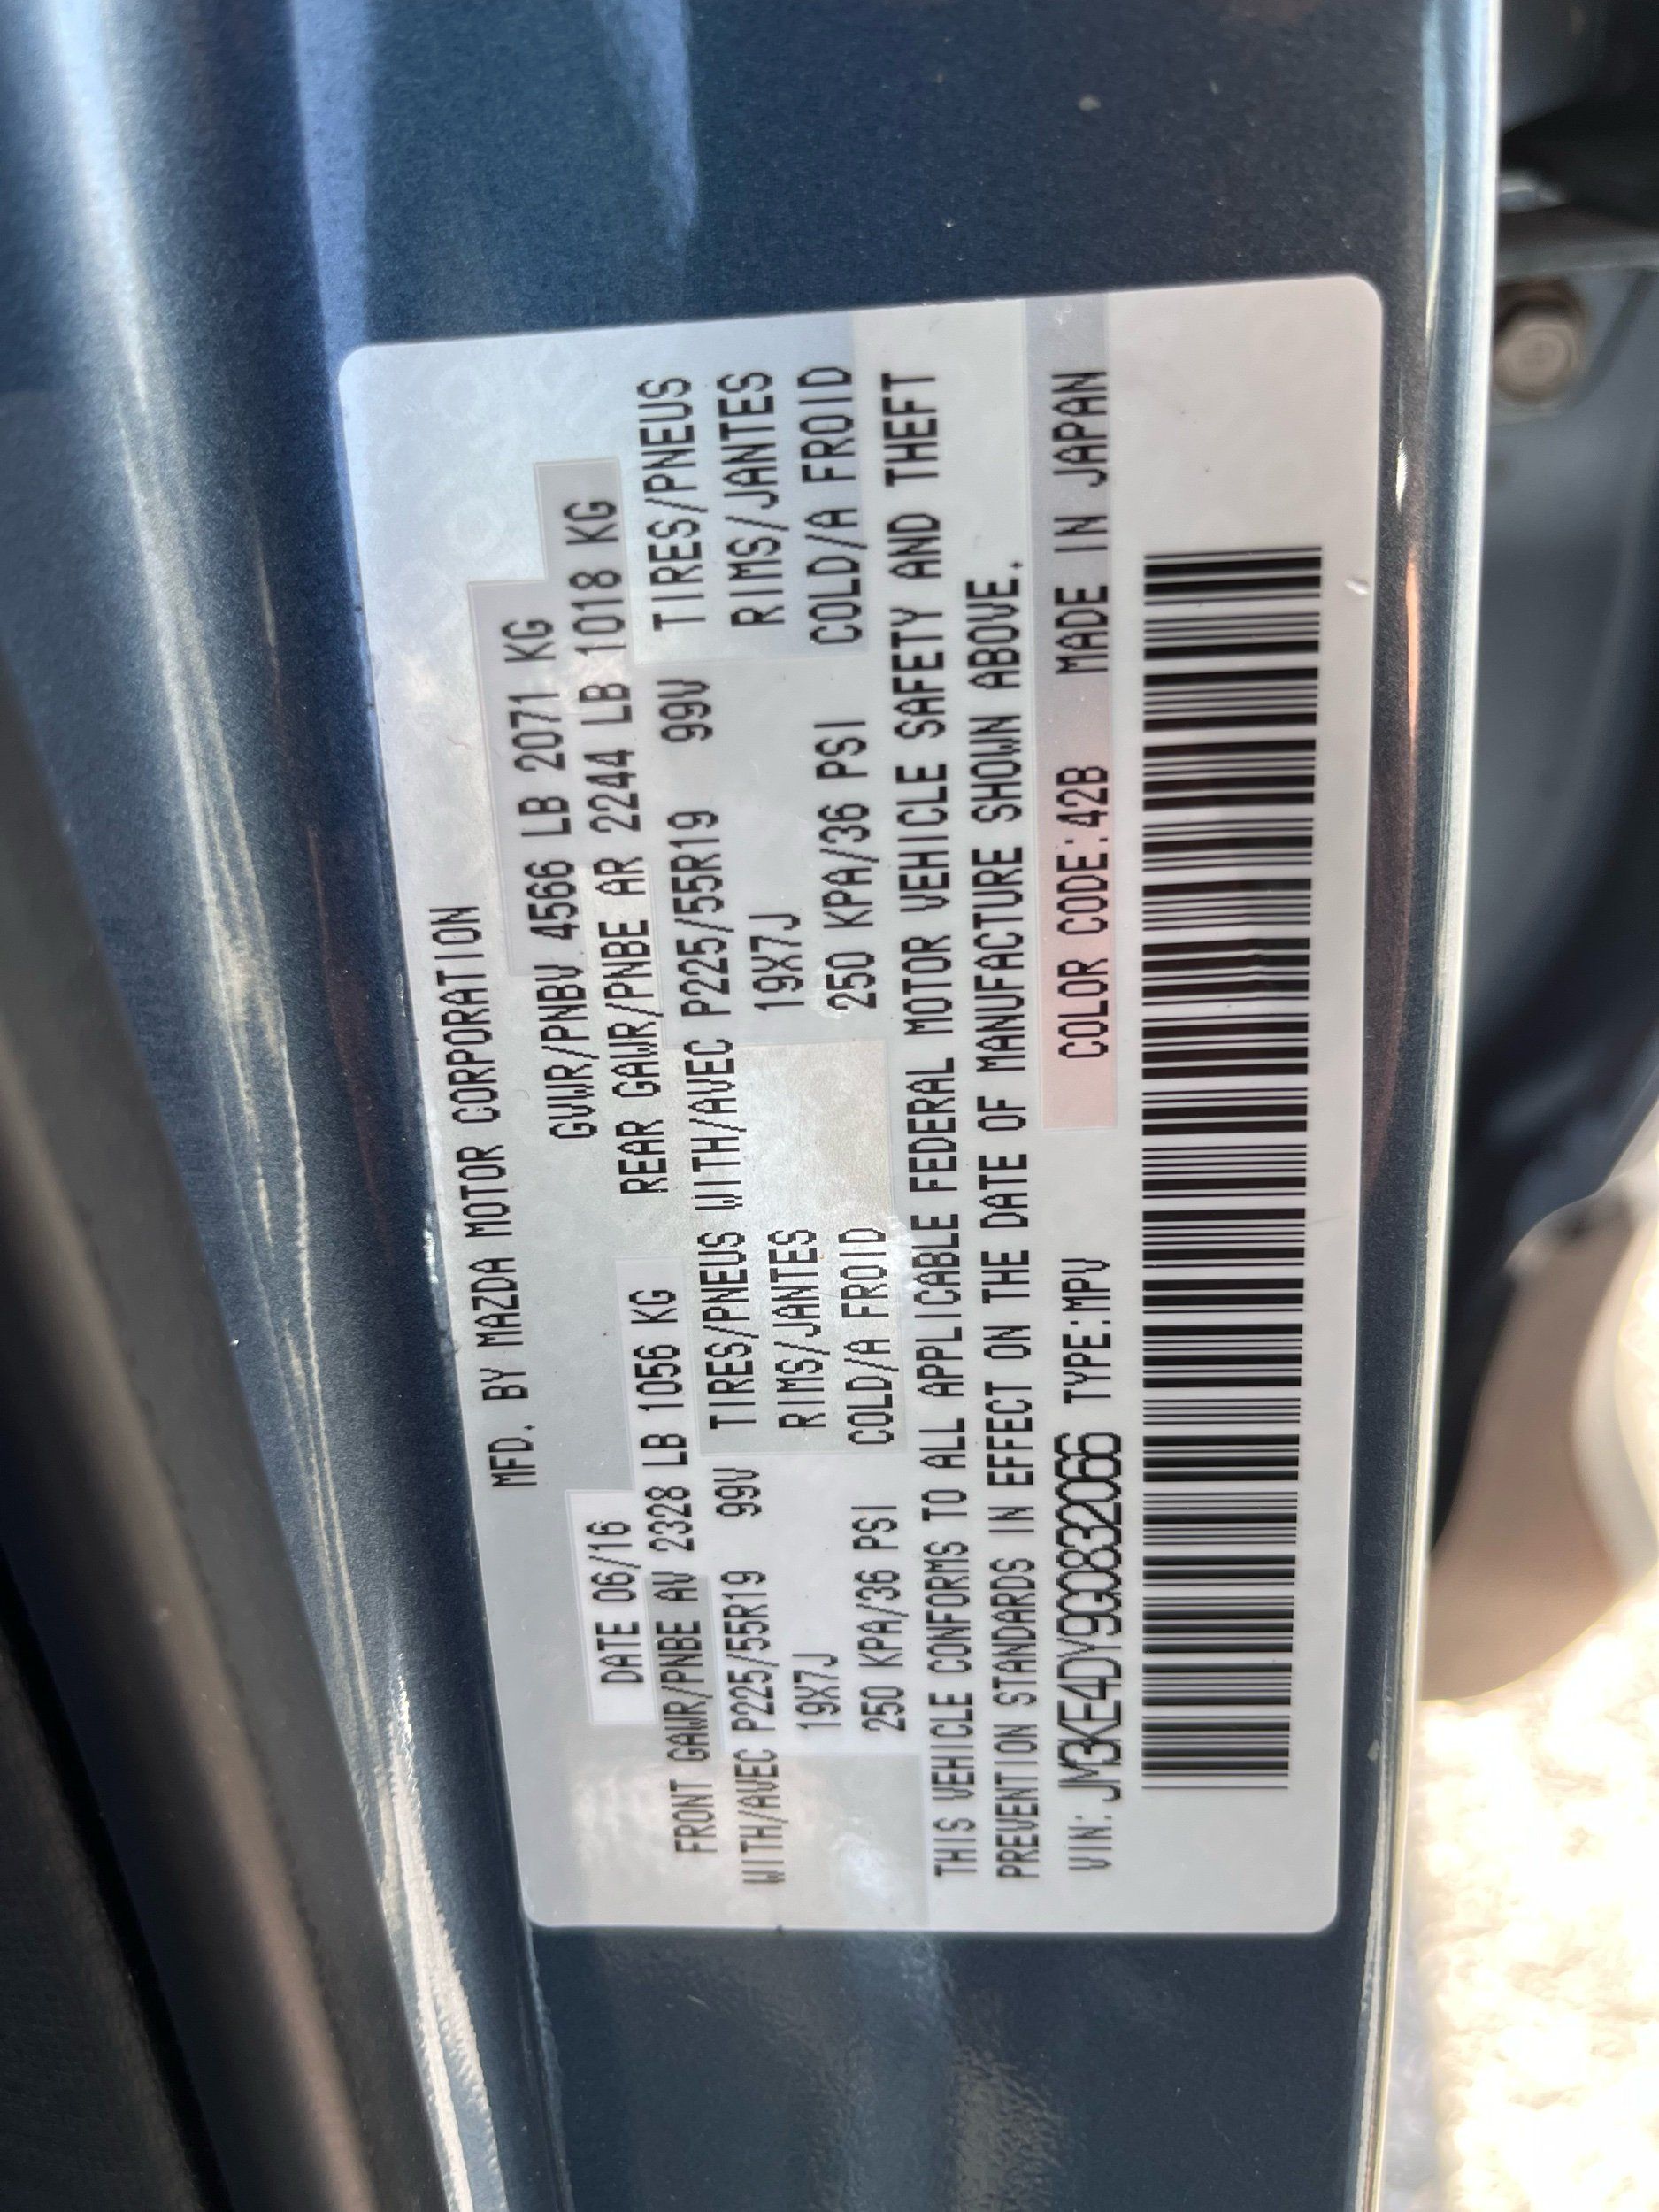 MFD. BY MAZDA MOTOR CORPORATION
DATE 06/16 GVWR/PNBV 4566 LB 2071 KG
FRONT GAWR/PNBE AV 2328 LB 1056 KG REAR GAWR/PNBE AR 2244 LB 1018 KG
WITH/AVEC P225/55R19 99V TIRES/PNEUS WITH/AVEC P225/55R19 99V TIRES/PNEUS
19X7J RIMS/JANTES 19X7J RIMS/JANTES
250 KPA/36 PSI COLD/A FROID 250 KPA/36 PSI COLD/A FROID
THIS VEHICLE CONFORMS TO ALL APPLICABLE FEDERAL MOTOR VEHICLE SAFETY AND THEFT
PREVENTION STANDARDS IN EFFECT ON THE DATE OF MANUFACTURE SHOWN ABOVE.
VIN: JM3KE4DY9G0832066 TYPE:MPV COLOR CODE:42B MADE IN JAPAN